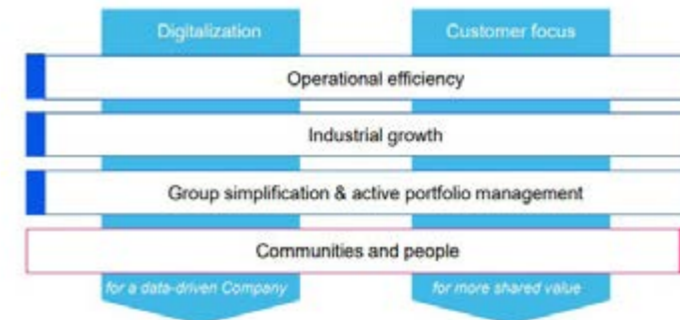 Digitalization
Customer focus
Operational efficiency
Industrial growth
Group simplification & active portfolio management
Communities and people
for a data-driven Company
for more shared value